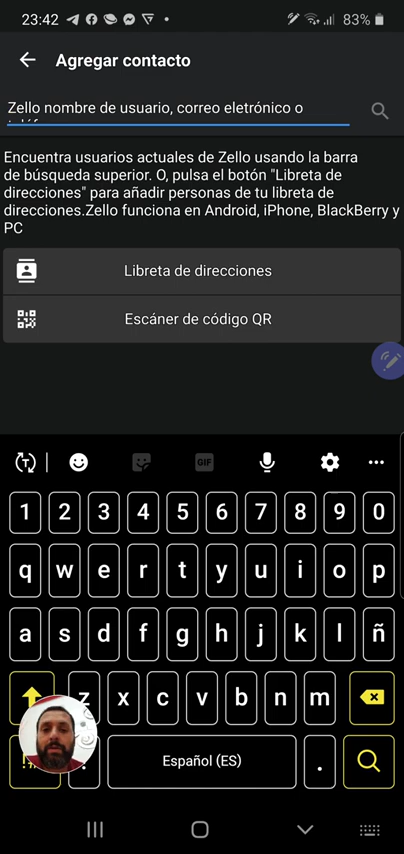 23:42
83%
Agregar contacto
Zello nombre de usuario, correo eletrónico o
Encuentra usuarios actuales de Zello usando la barra
de búsqueda superior. O, pulsa el botón "Libreta de
direcciones" para añadir personas de tu libreta de
direcciones.Zello funciona en Android, iPhone, BlackBerry y
PC
Libreta de direcciones
Escáner de código QR
T
GIF
1 2 3 4 5 6 7 8 9 0
q w e r t y u i o p
a s d f g h j k l ñ
z x c v b n m
Español (ES) .